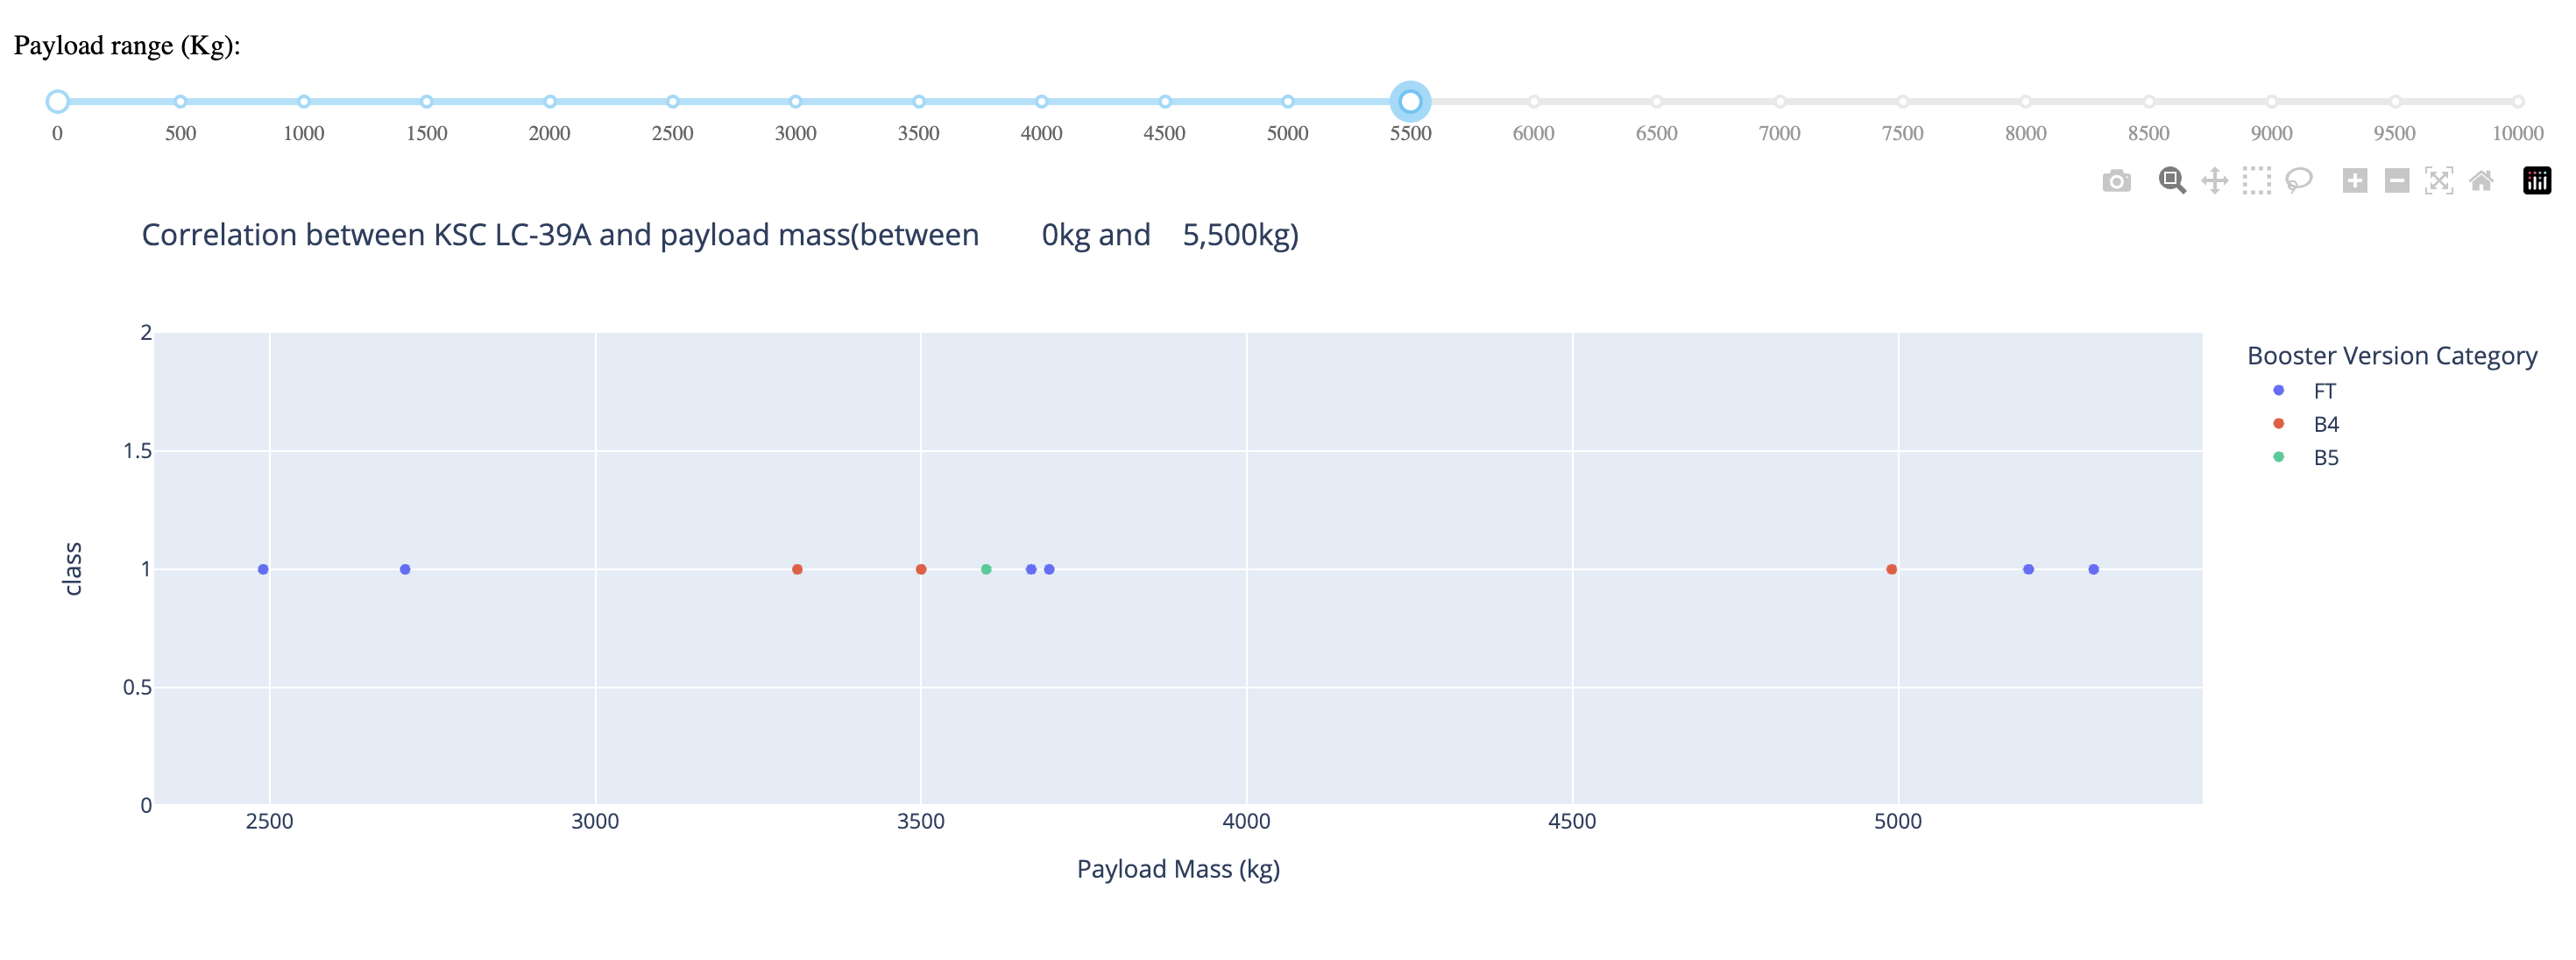 Payload range (Kg):
0 500 1000 1500 2000 2500 3000 3500 4000 4500 5000 5500 6000 6500 7000 7500 8000 8500 9000 9500 10000
Correlation between KSC LC-39A and payload mass(between 0kg and 5,500kg)
2
1.5
1
0.5
0
class
2500 3000 3500 4000 4500 5000
Payload Mass (kg)
Booster Version Category
FT
B4
B5